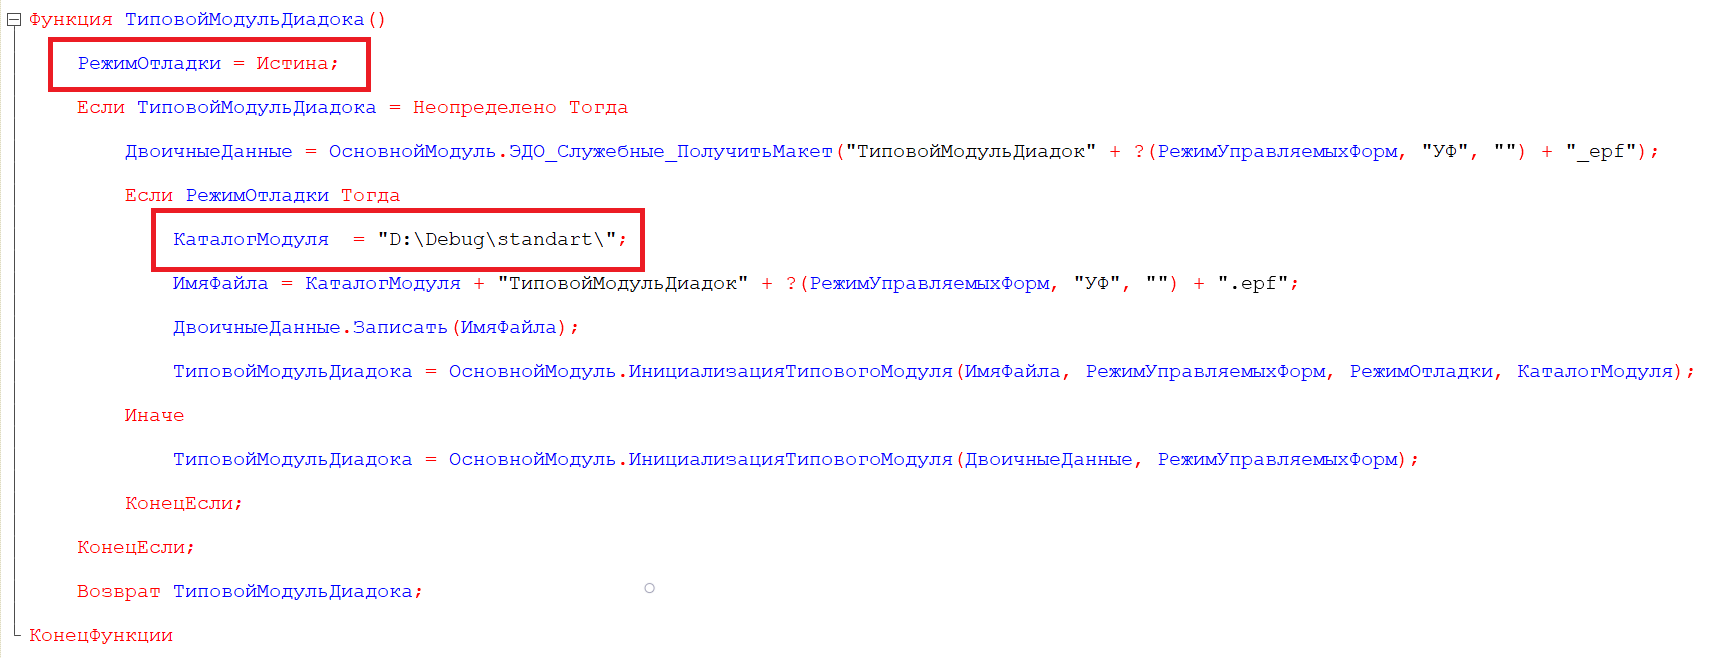 Функция ТиповойМодульДиадока()
РежимОтладки = Истина;
Если ТиповойМодульДиадока = Неопределено Тогда
ДвоичныеДанные = ОсновнойМодуль.ЭДО_Служебные_ПолучитьМакет("ТиповойМодульДиадок" + ?(РежимУправляемыхФорм, "УФ", "") + "_epf");
Если РежимОтладки Тогда
КаталогМодуля  = "D:\Debug\standart\";
ИмяФайла = КаталогМодуля + "ТиповойМодульДиадок" + ?(РежимУправляемыхФорм, "УФ", "") + ".epf";
ДвоичныеДанные.Записать(ИмяФайла);
ТиповойМодульДиадока = ОсновнойМодуль.ИнициализацияТиповогоМодуля(ИмяФайла, РежимУправляемыхФорм, РежимОтладки, КаталогМодуля);
Иначе
ТиповойМодульДиадока = ОсновнойМодуль.ИнициализацияТиповогоМодуля(ДвоичныеДанные, РежимУправляемыхФорм);
КонецЕсли;
КонецЕсли;
Возврат ТиповойМодульДиадока;
КонецФункции